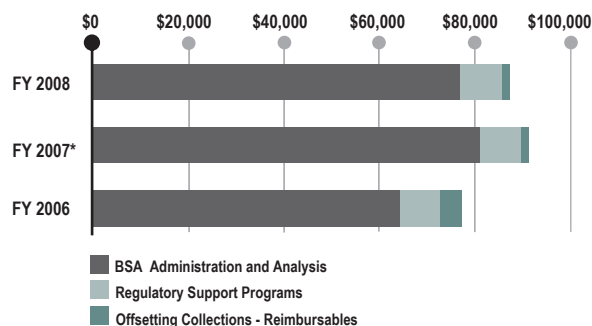 $0 $20,000 $40,000 $60,000 $80,000 $100,000
FY 2008
FY 2007*
FY 2006
BSA Administration and Analysis
Regulatory Support Programs
Offsetting Collections - Reimbursables